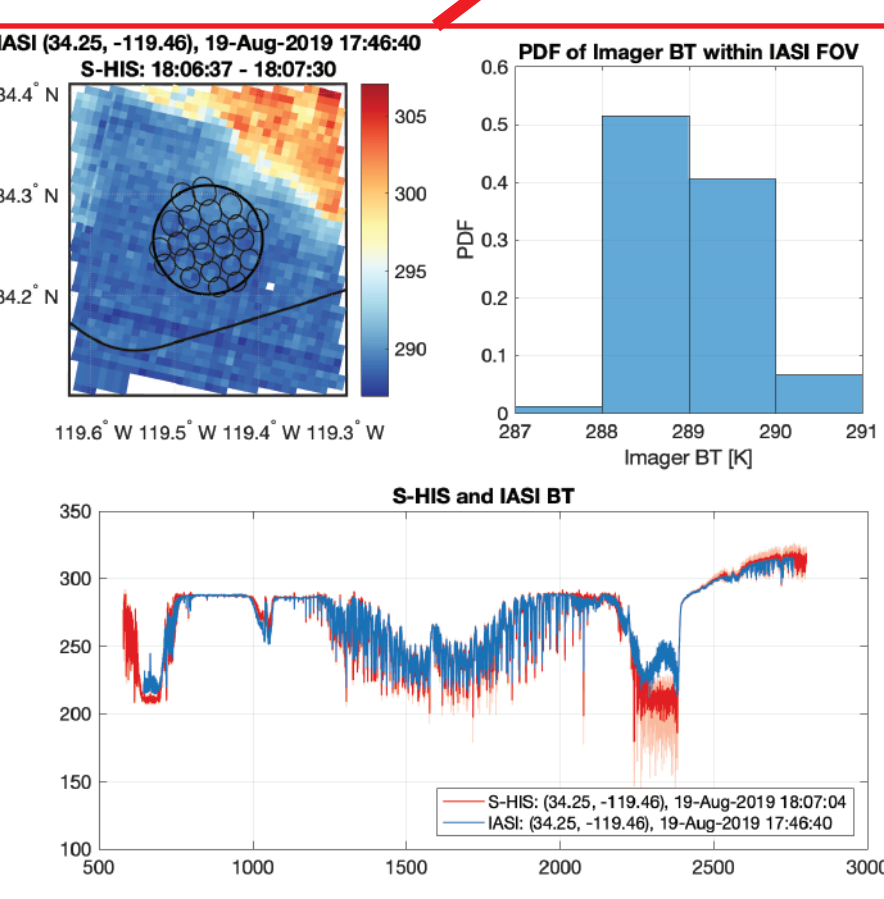 IASI (34.25, -119.46), 19-Aug-2019 17:46:40
S-HIS: 18:06:37 - 18:07:30
34.4° N
34.3° N
34.2° N
119.6° W 119.5° W 119.4° W 119.3° W
305
300
295
290
PDF of Imager BT within IASI FOV
0.6
0.5
0.4
0.3
0.2
0.1
0
PDF
287 288 289 290 291
Imager BT [K]
S-HIS and IASI BT
350
300
250
200
150
100
S-HIS: (34.25, -119.46), 19-Aug-2019 18:07:04
IASI: (34.25, -119.46), 19-Aug-2019 17:46:40
500 1000 1500 2000 2500 3000